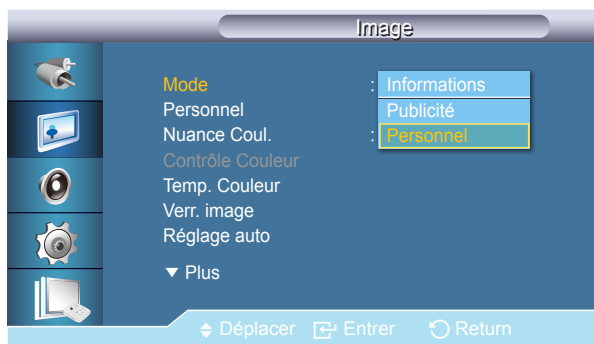 Image
Mode : Informations
Personnel Publicité
Nuance Coul. : Personnel
Contrôle Couleur
Temp. Couleur
Verr. image
Réglage auto
▼ Plus
Déplacer Entrer Return